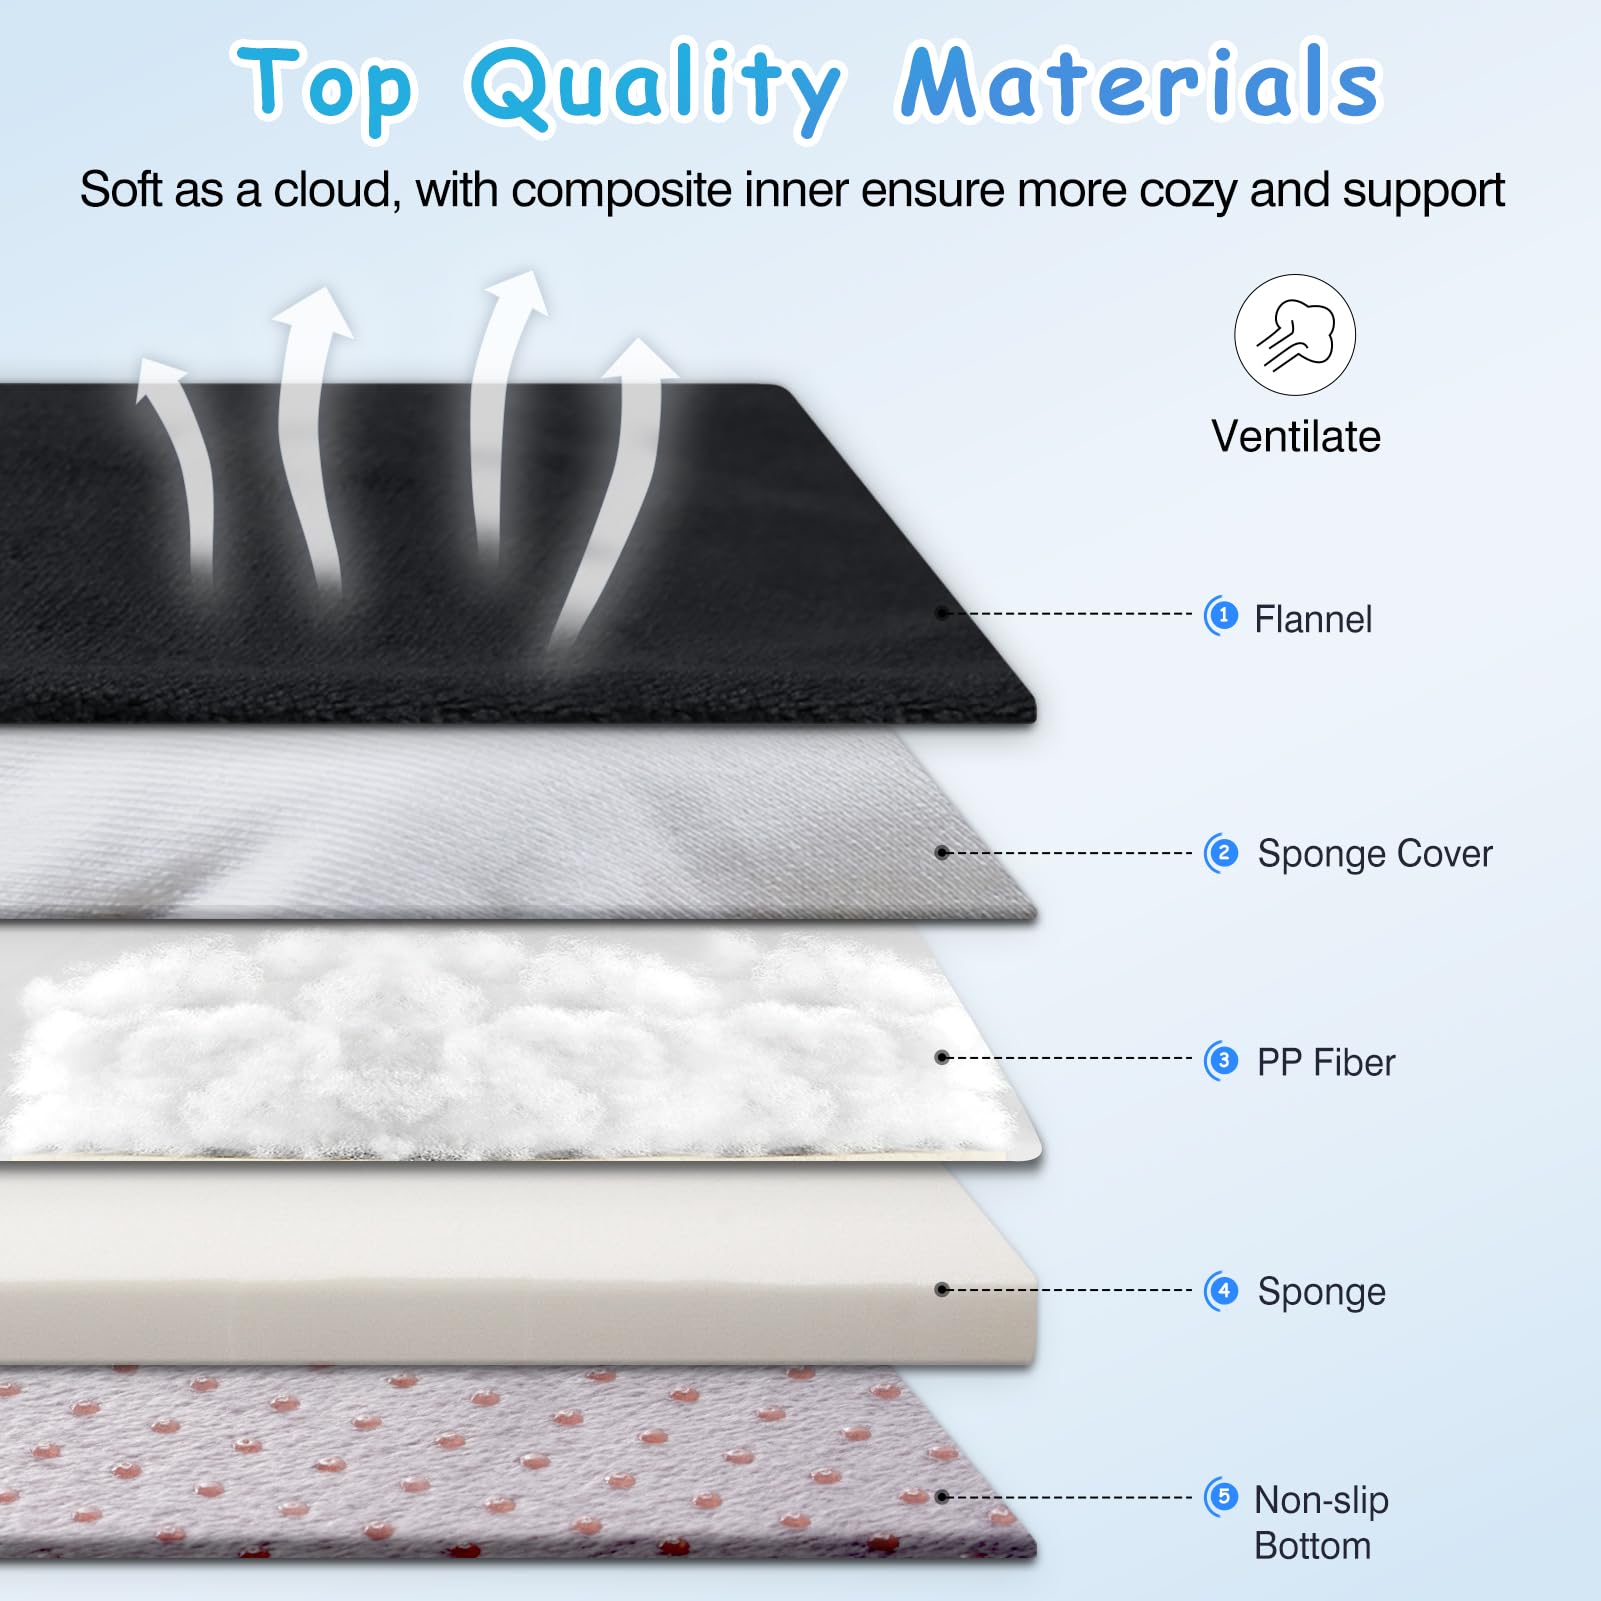 Top Quality Materials
Soft as a cloud, with composite inner ensure more cozy and support
Ventilate
1 Flannel
2 Sponge Cover
3 PP Fiber
4 Sponge
5 Non-slip
Bottom